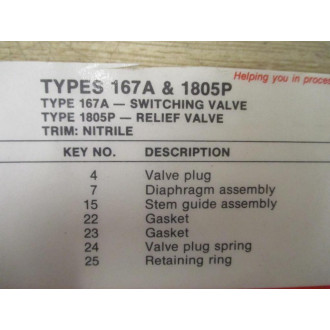 Helping you in proces
TYPES 167A & 1805P
TYPE 167A — SWITCHING VALVE
TYPE 1805P — RELIEF VALVE
TRIM: NITRILE
KEY NO. DESCRIPTION
4 Valve plug
7 Diaphragm assembly
15 Stem guide assembly
22 Gasket
23 Gasket
24 Valve plug spring
25 Retaining ring